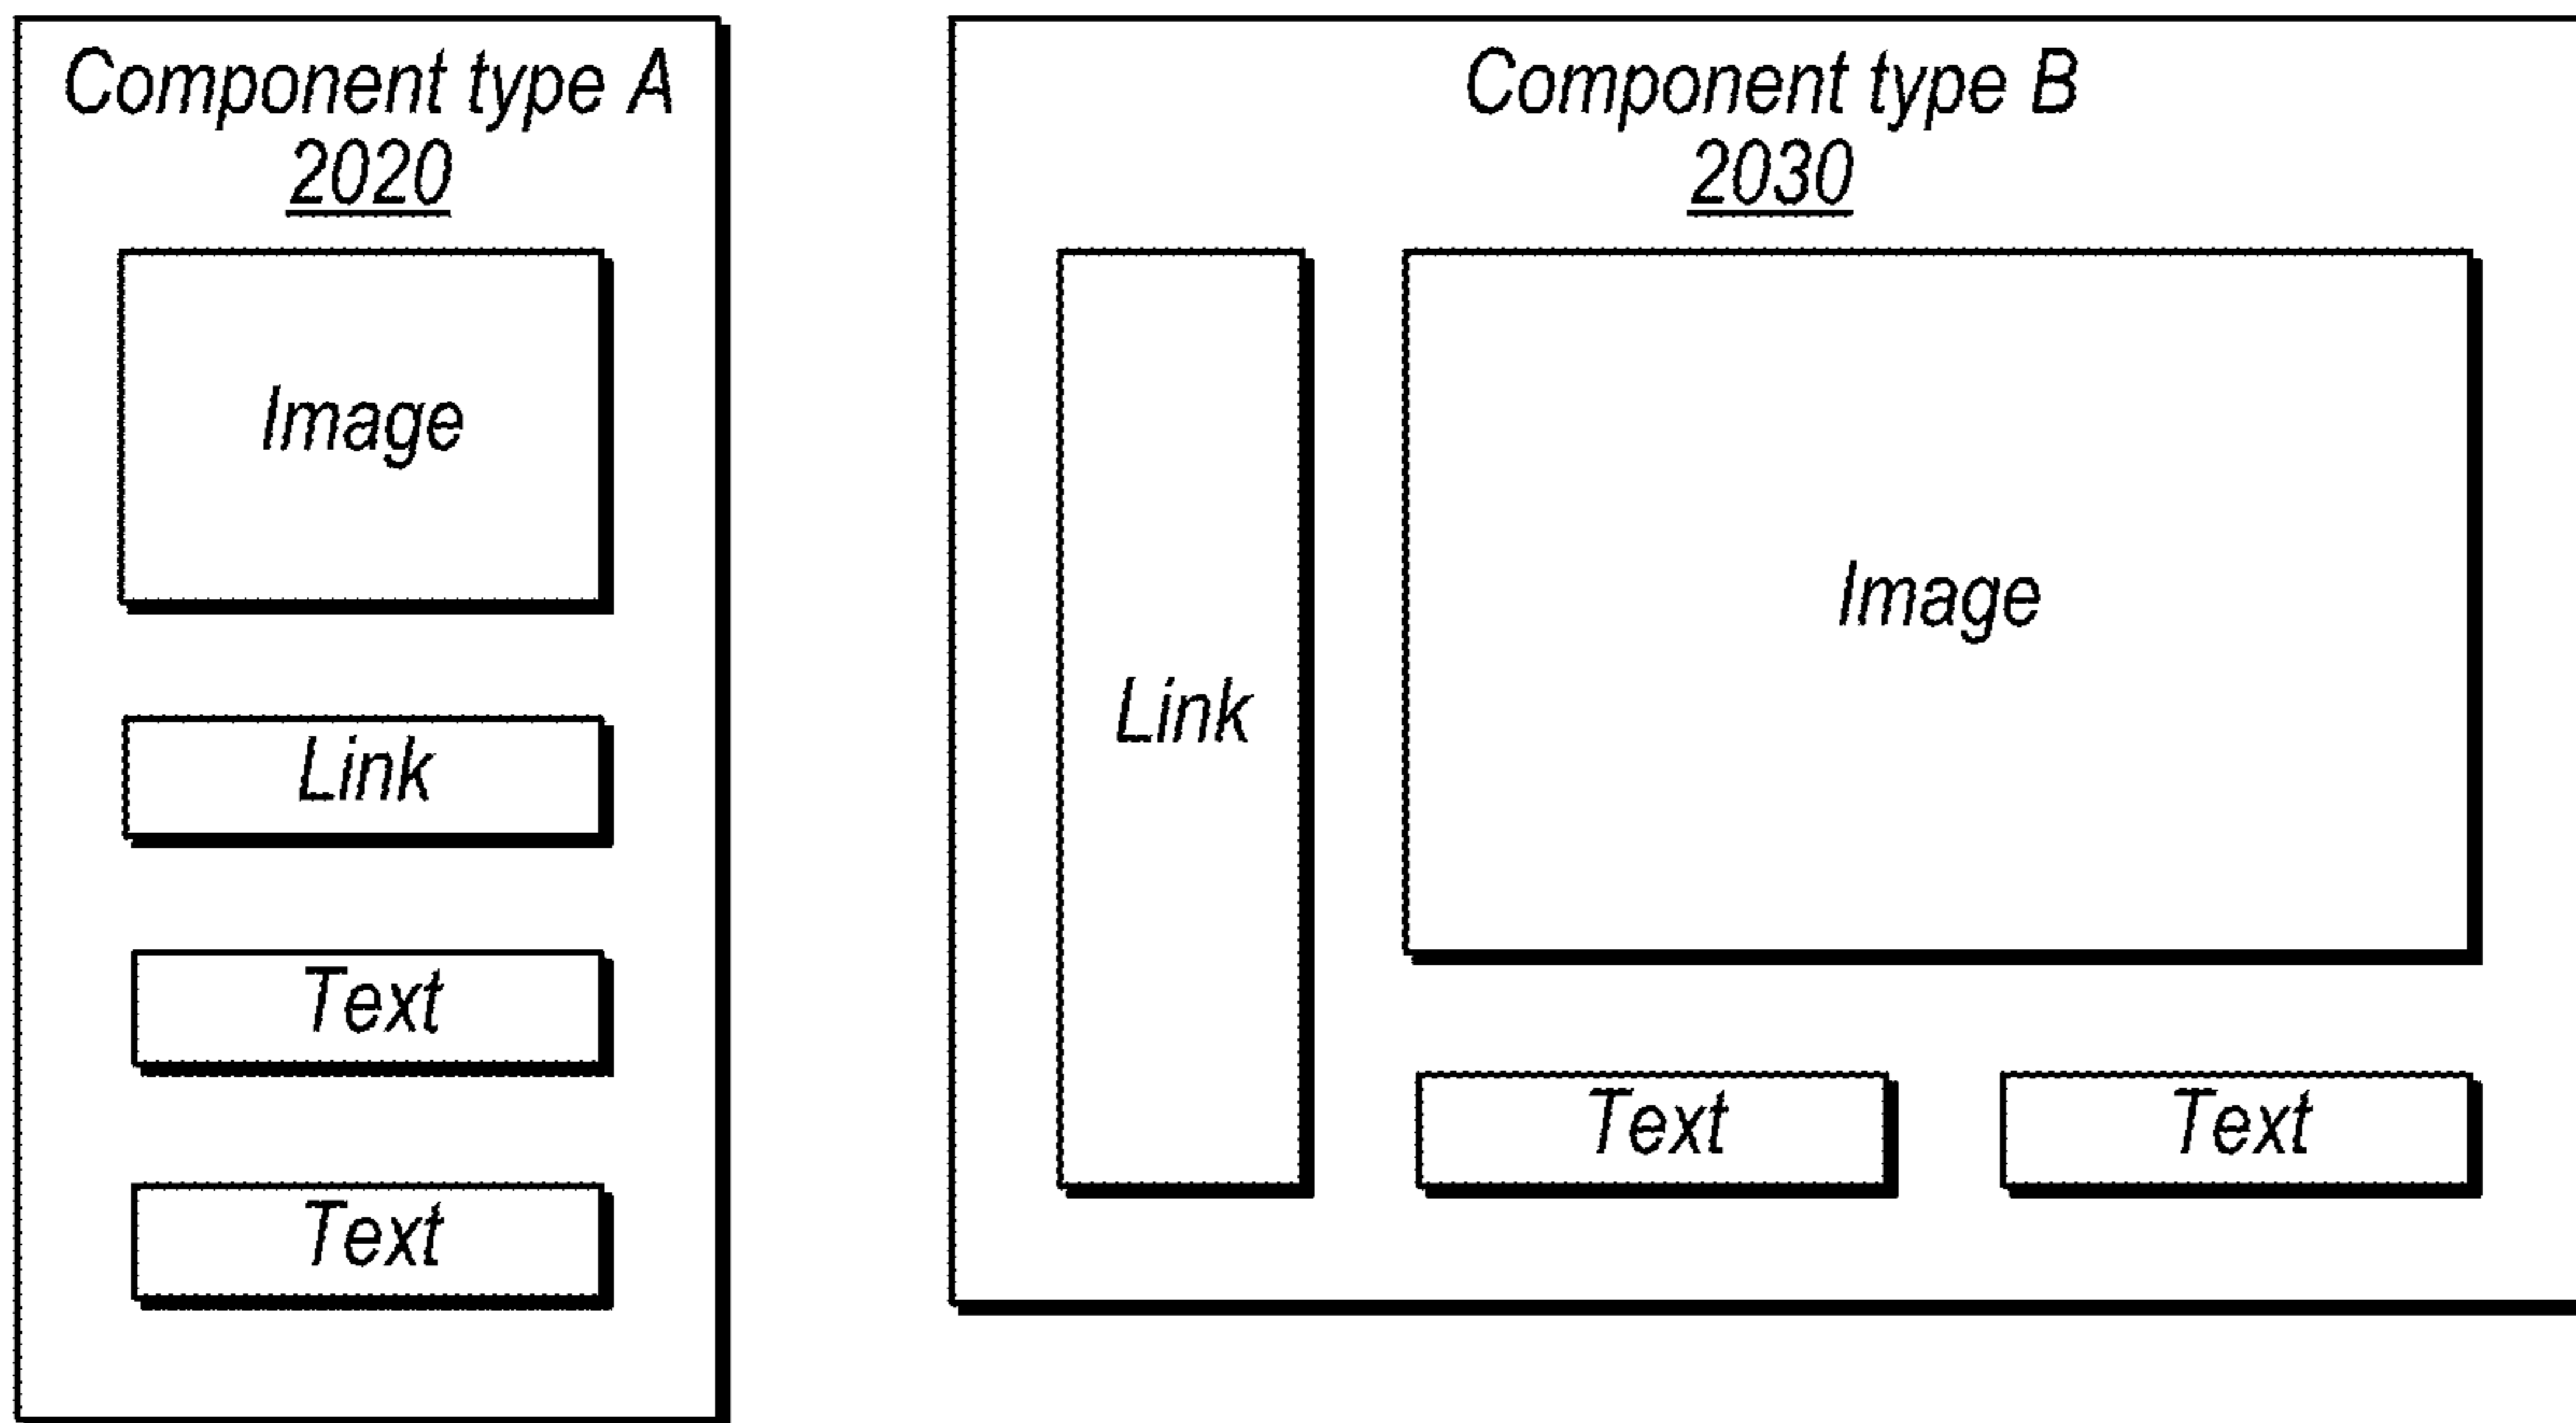 Component type A
2020
Image
Link
Text
Text
Component type B
2030
Link
Image
Text
Text